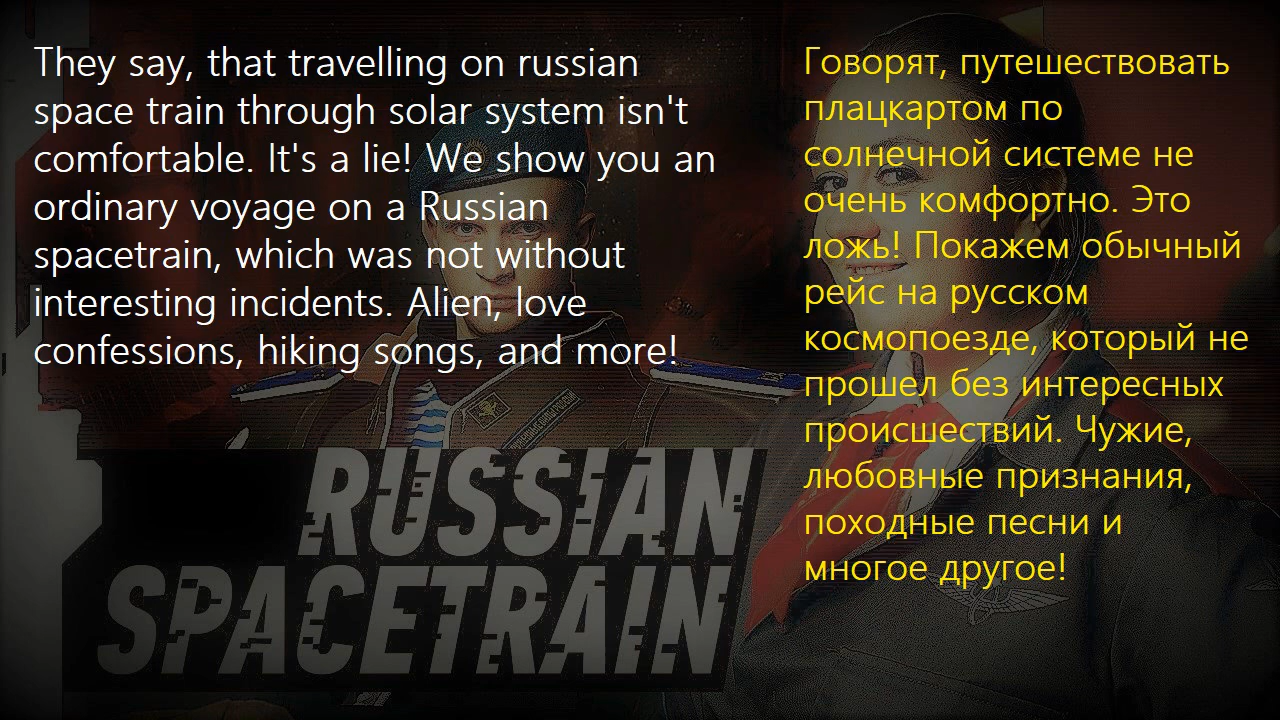 They say, that travelling on russian
space train through solar system isn't
comfortable. It's a lie! We show you an
ordinary voyage on a Russian
spacetrain, which was not without
interesting incidents. Alien, love
confessions, hiking songs, and more!
Говорят, путешествовать
плацкартом по
солнечной системе не
очень комфортно. Это
ложь! Покажем обычный
рейс на русском
космопоезде, который не
прошел без интересных
происшествий. Чужие,
любовные признания,
походные песни и
многое другое!
RUSSIAN
SPACETRAIN